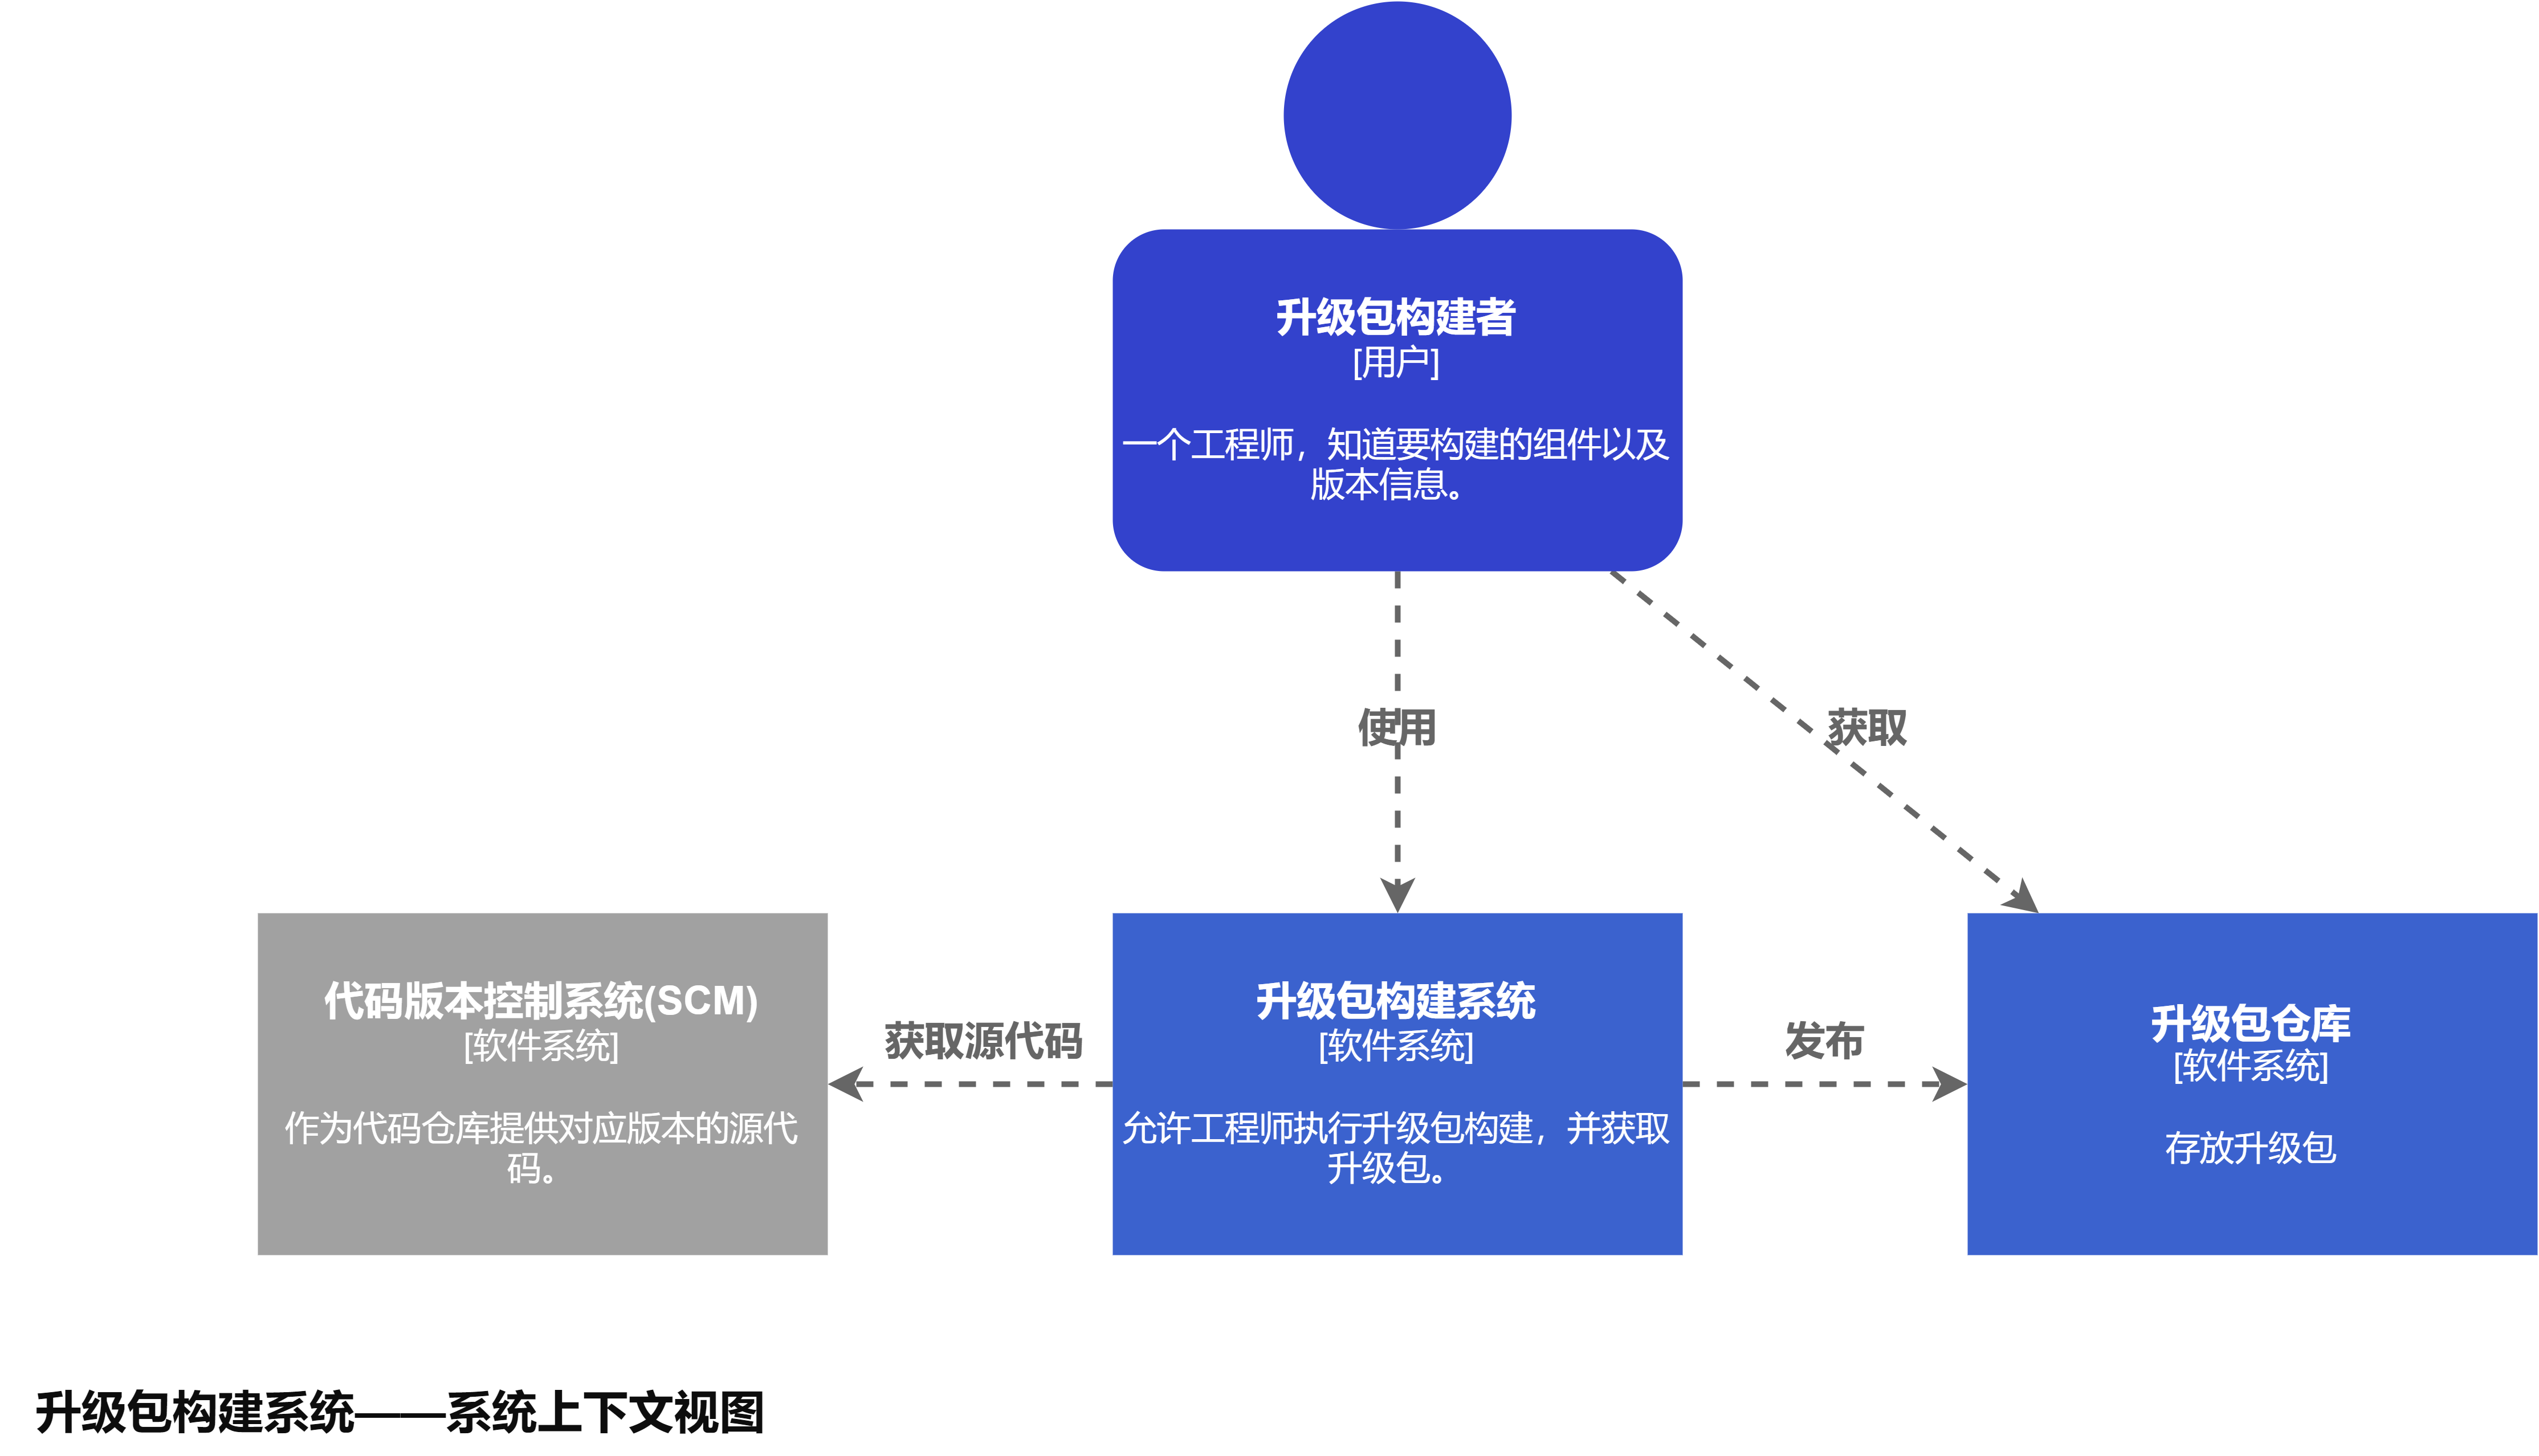 升级包构建者
[用户]
一个工程师，知道要构建的组件以及
版本信息。
使用
获取
代码版本控制系统(SCM)
[软件系统]
作为代码仓库提供对应版本的源代
码。
获取源代码
升级包构建系统
[软件系统]
允许工程师执行升级包构建，并获取
升级包。
发布
升级包仓库
[软件系统]
存放升级包
升级包构建系统——系统上下文视图